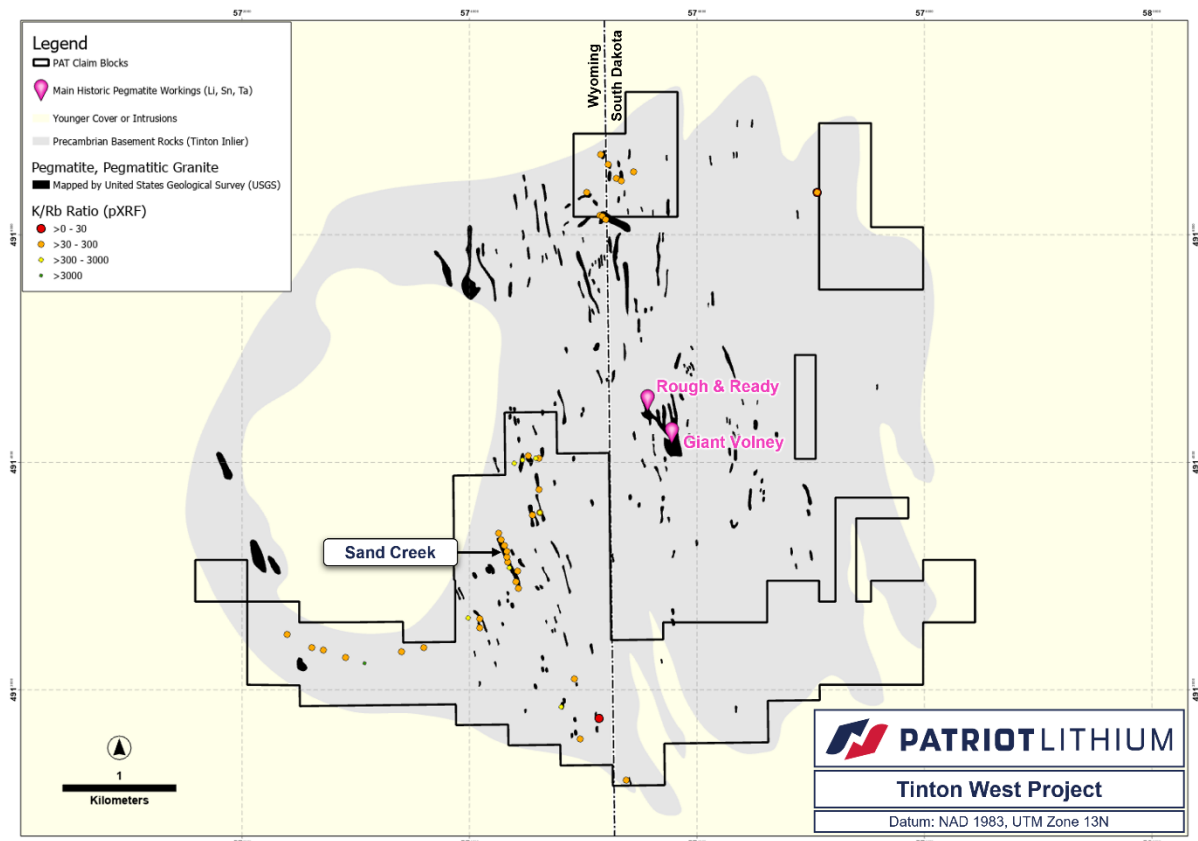 Legend
PAT Claim Blocks
Main Historic Pegmatite Workings (Li, Sn, Ta)
Younger Cover or Intrusions
Precambrian Basement Rocks (Tinton Inlier)
Pegmatite, Pegmatitic Granite
Mapped by United States Geological Survey (USGS)
K/Rb Ratio (pXRF)
>0 - 30
>30 - 300
>300 - 3000
>3000
Wyoming
South Dakota
Rough & Ready
Giant Volney
Sand Creek
1
Kilometers
PATRIOT LITHIUM
Tinton West Project
Datum: NAD 1983, UTM Zone 13N